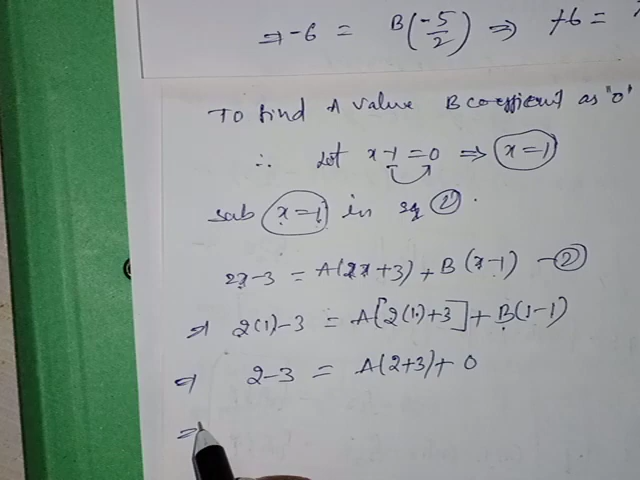 ⇒ -6 = B(-5/2) ⇒ +6 =
To find A value B coefficient as "0"
∴ Let x-1=0 ⇒ x=1
sub x=1 in eq ②.
2x-3 = A(2x+3)+B(x-1) -②
⇒ 2(1)-3 = A[2(1)+3]+B(1-1)
⇒ 2-3 = A(2+3)+0
⇒